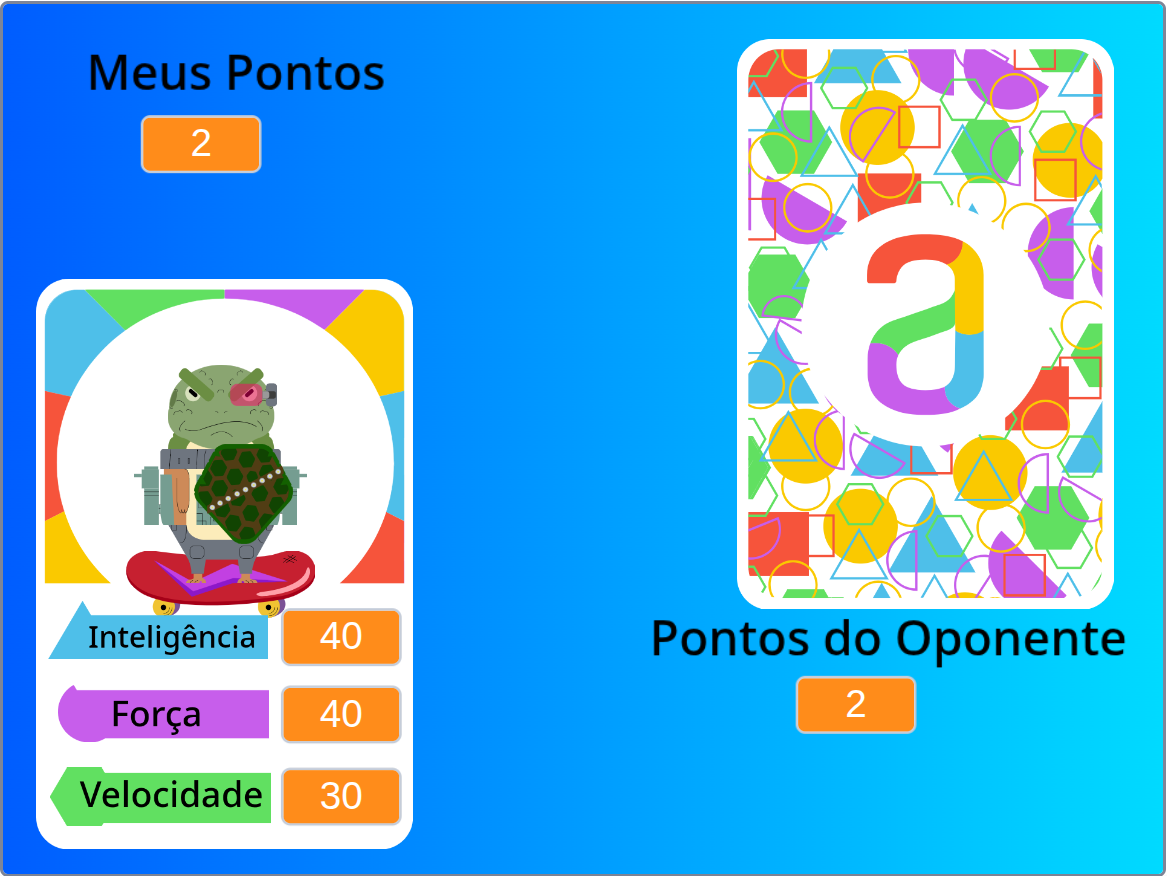 Meus Pontos
2
a
Inteligência 40
Força 40
Velocidade 30
Pontos do Oponente
2